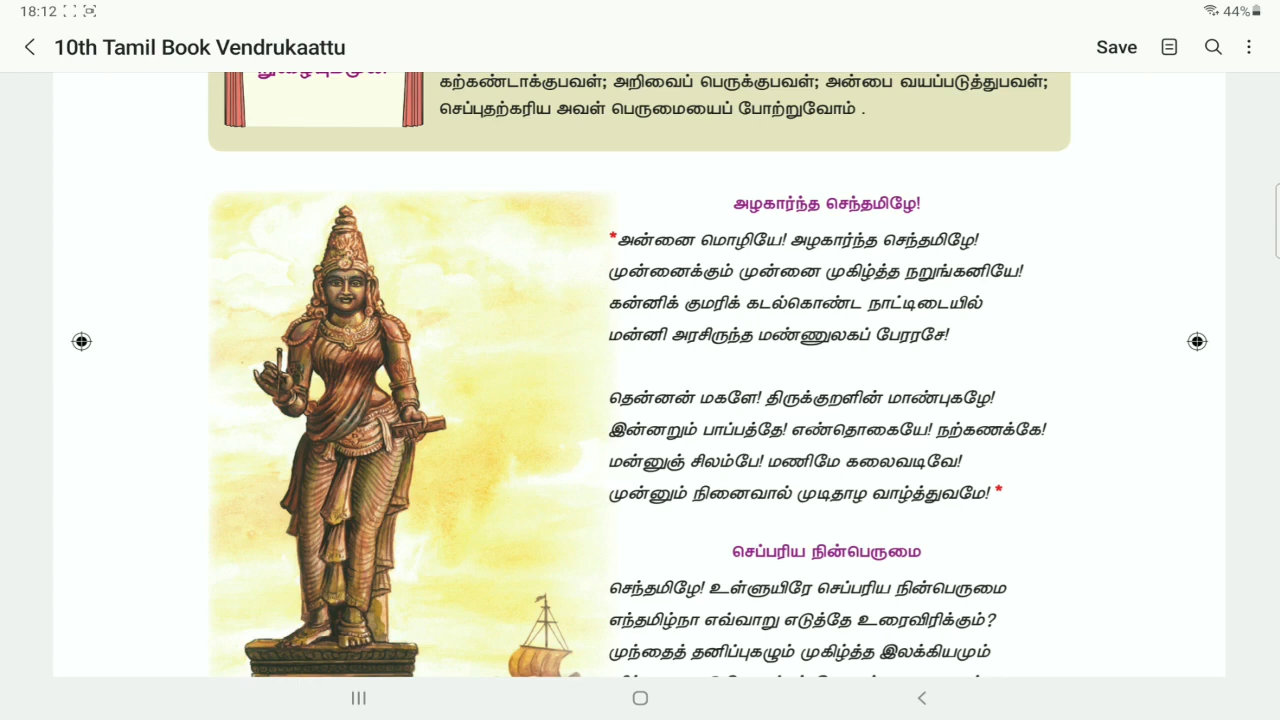 18:12
44%
10th Tamil Book Vendrukaattu
Save
கற்கண்டாக்குபவள்; அறிவைப் பெருக்குபவள்; அன்பை வயப்படுத்துபவள்;
செப்புதற்கரிய அவள் பெருமையைப் போற்றுவோம் .
அழகார்ந்த செந்தமிழே!
*அன்னை மொழியே! அழகார்ந்த செந்தமிழே!
முன்னைக்கும் முன்னை முகிழ்த்த நறுங்கனியே!
கன்னிக் குமரிக் கடல்கொண்ட நாட்டிடையில்
மன்னி அரசிருந்த மண்ணுலகப் பேரரசே!
தென்னன் மகளே! திருக்குறளின் மாண்புகழே!
இன்னறும் பாப்பத்தே! எண்தொகையே! நற்கணக்கே!
மன்னுஞ் சிலம்பே! மணிமே கலைவடிவே!
முன்னும் நினைவால் முடிதாழ வாழ்த்துவமே! *
செப்பரிய நின்பெருமை
செந்தமிழே! உள்ளுயிரே செப்பரிய நின்பெருமை
எந்தமிழ்நா எவ்வாறு எடுத்தே உரைவிரிக்கும்?
முந்தைத் தனிப்புகழும் முகிழ்த்த இலக்கியமும்